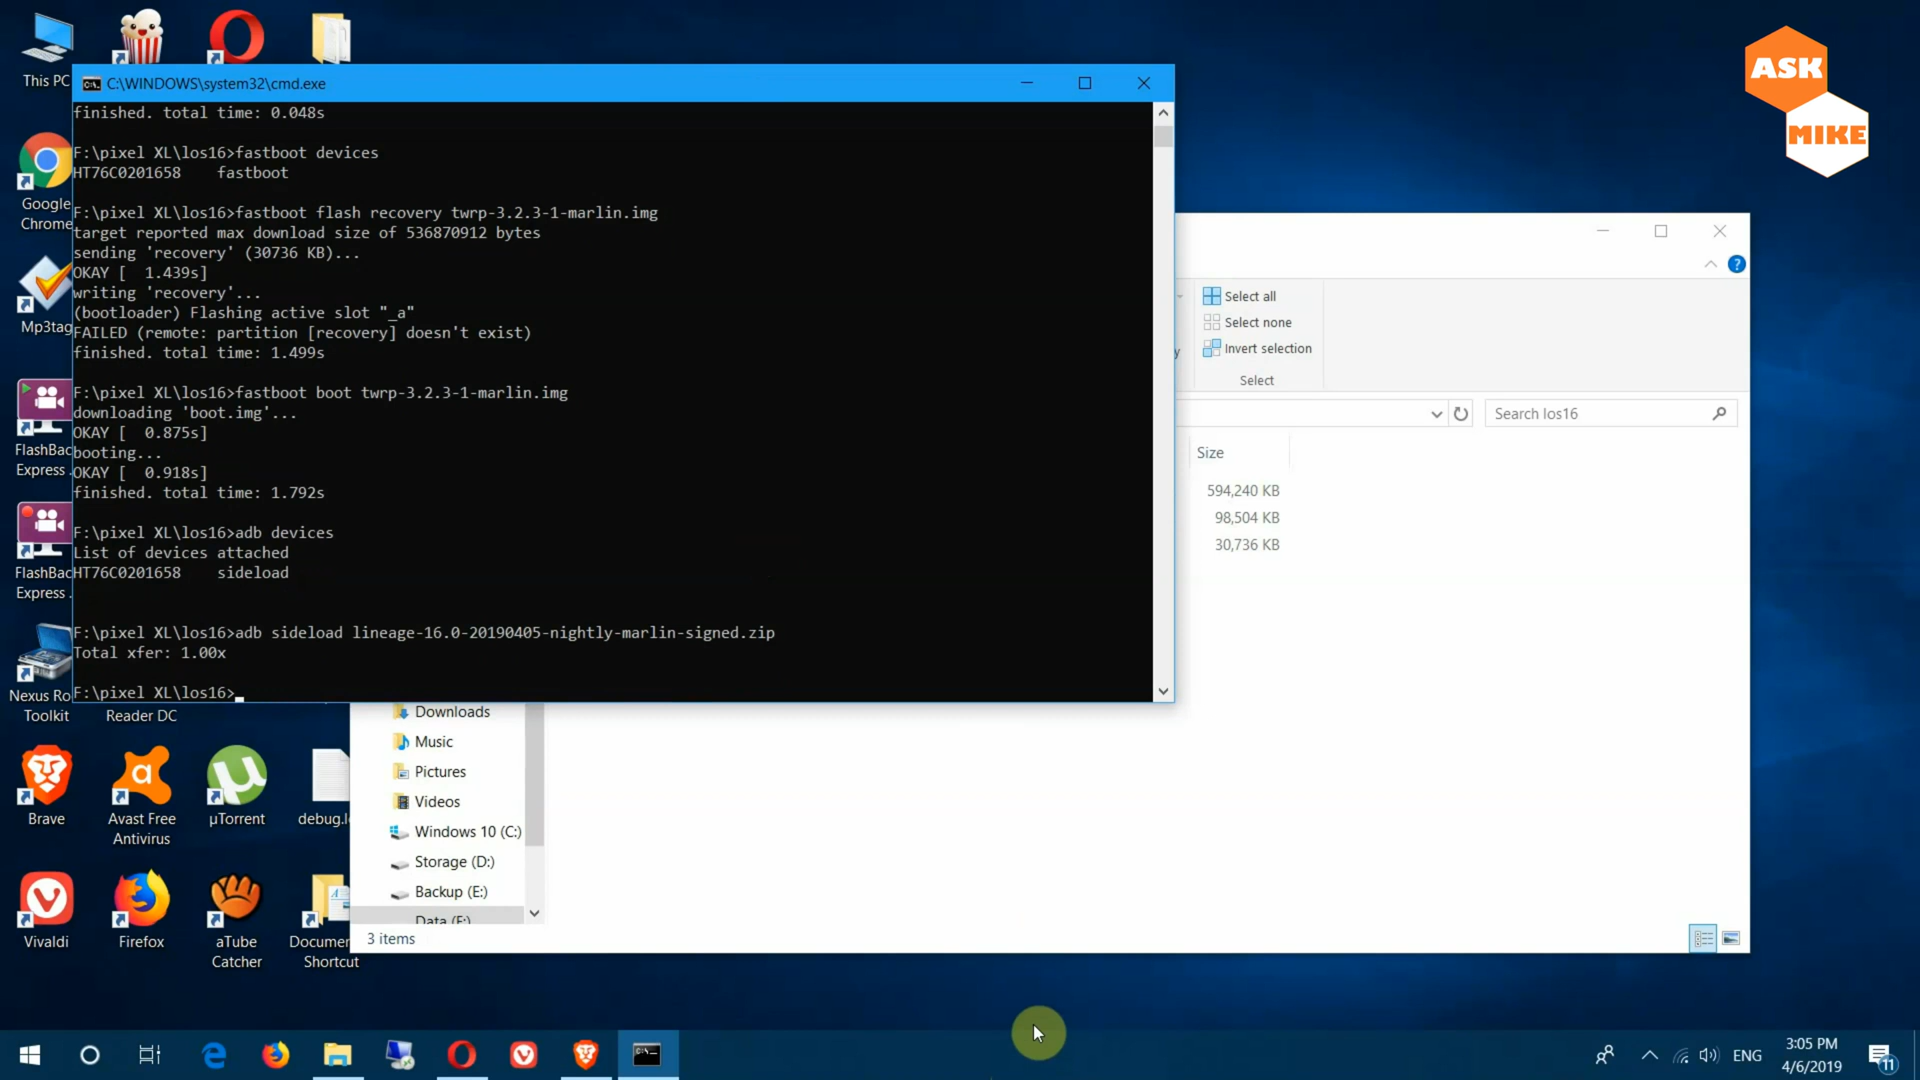 This PC
C:\WINDOWS\system32\cmd.exe
finished. total time: 0.048s
F:\pixel XL\los16>fastboot devices
HT76C0201658    fastboot
F:\pixel XL\los16>fastboot flash recovery twrp-3.2.3-1-marlin.img
target reported max download size of 536870912 bytes
sending 'recovery' (30736 KB)...
OKAY [  1.439s]
writing 'recovery'...
(bootloader) Flashing active slot "_a"
FAILED (remote: partition [recovery] doesn't exist)
finished. total time: 1.499s
F:\pixel XL\los16>fastboot boot twrp-3.2.3-1-marlin.img
downloading 'boot.img'...
OKAY [  0.875s]
booting...
OKAY [  0.918s]
finished. total time: 1.792s
F:\pixel XL\los16>adb devices
List of devices attached
HT76C0201658    sideload
F:\pixel XL\los16>adb sideload lineage-16.0-20190405-nightly-marlin-signed.zip
Total xfer: 1.00x
F:\pixel XL\los16>
ASK
MIKE
Google
Chrome
Mp3tag
FlashBac
Express
FlashBac
Express
Nexus Ro
Toolkit
Reader DC
Brave
Avast Free
Antivirus
µTorrent
debug.l
Vivaldi
Firefox
aTube
Catcher
Documen
Shortcut
Select all
Select none
Invert selection
Select
Search los16
Size
594,240 KB
98,504 KB
30,736 KB
Downloads
Music
Pictures
Videos
Windows 10 (C:)
Storage (D:)
Backup (E:)
Data (F:)
3 items
ENG
3:05 PM
4/6/2019
11